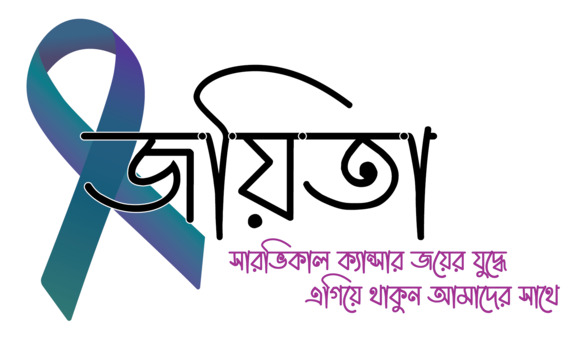 জয়িতা
সারভিকাল ক্যান্সার জয়ের যুদ্ধে
এগিয়ে থাকুন আমাদের সাথে